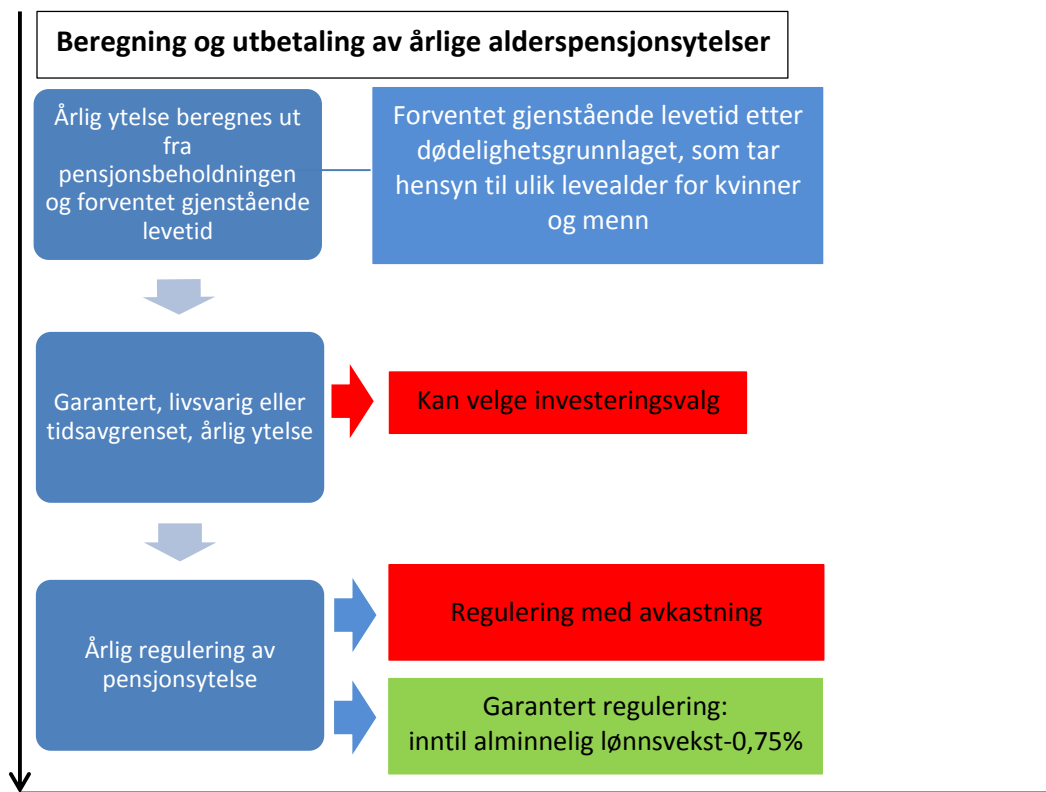 Beregning og utbetaling av årlige alderspensjonsytelser
Årlig ytelse beregnes ut
fra
pensjonsbeholdningen
og forventet gjenstående
levetid
Forventet gjenstående levetid etter
dødelighetsgrunnlaget, som tar
hensyn til ulik levealder for kvinner
og menn
Garantert, livsvarig eller
tidsavgrenset, årlig ytelse
Kan velge investeringsvalg
Årlig regulering av
pensjonsytelse
Regulering med avkastning
Garantert regulering:
inntil alminnelig lønnsvekst-0,75%